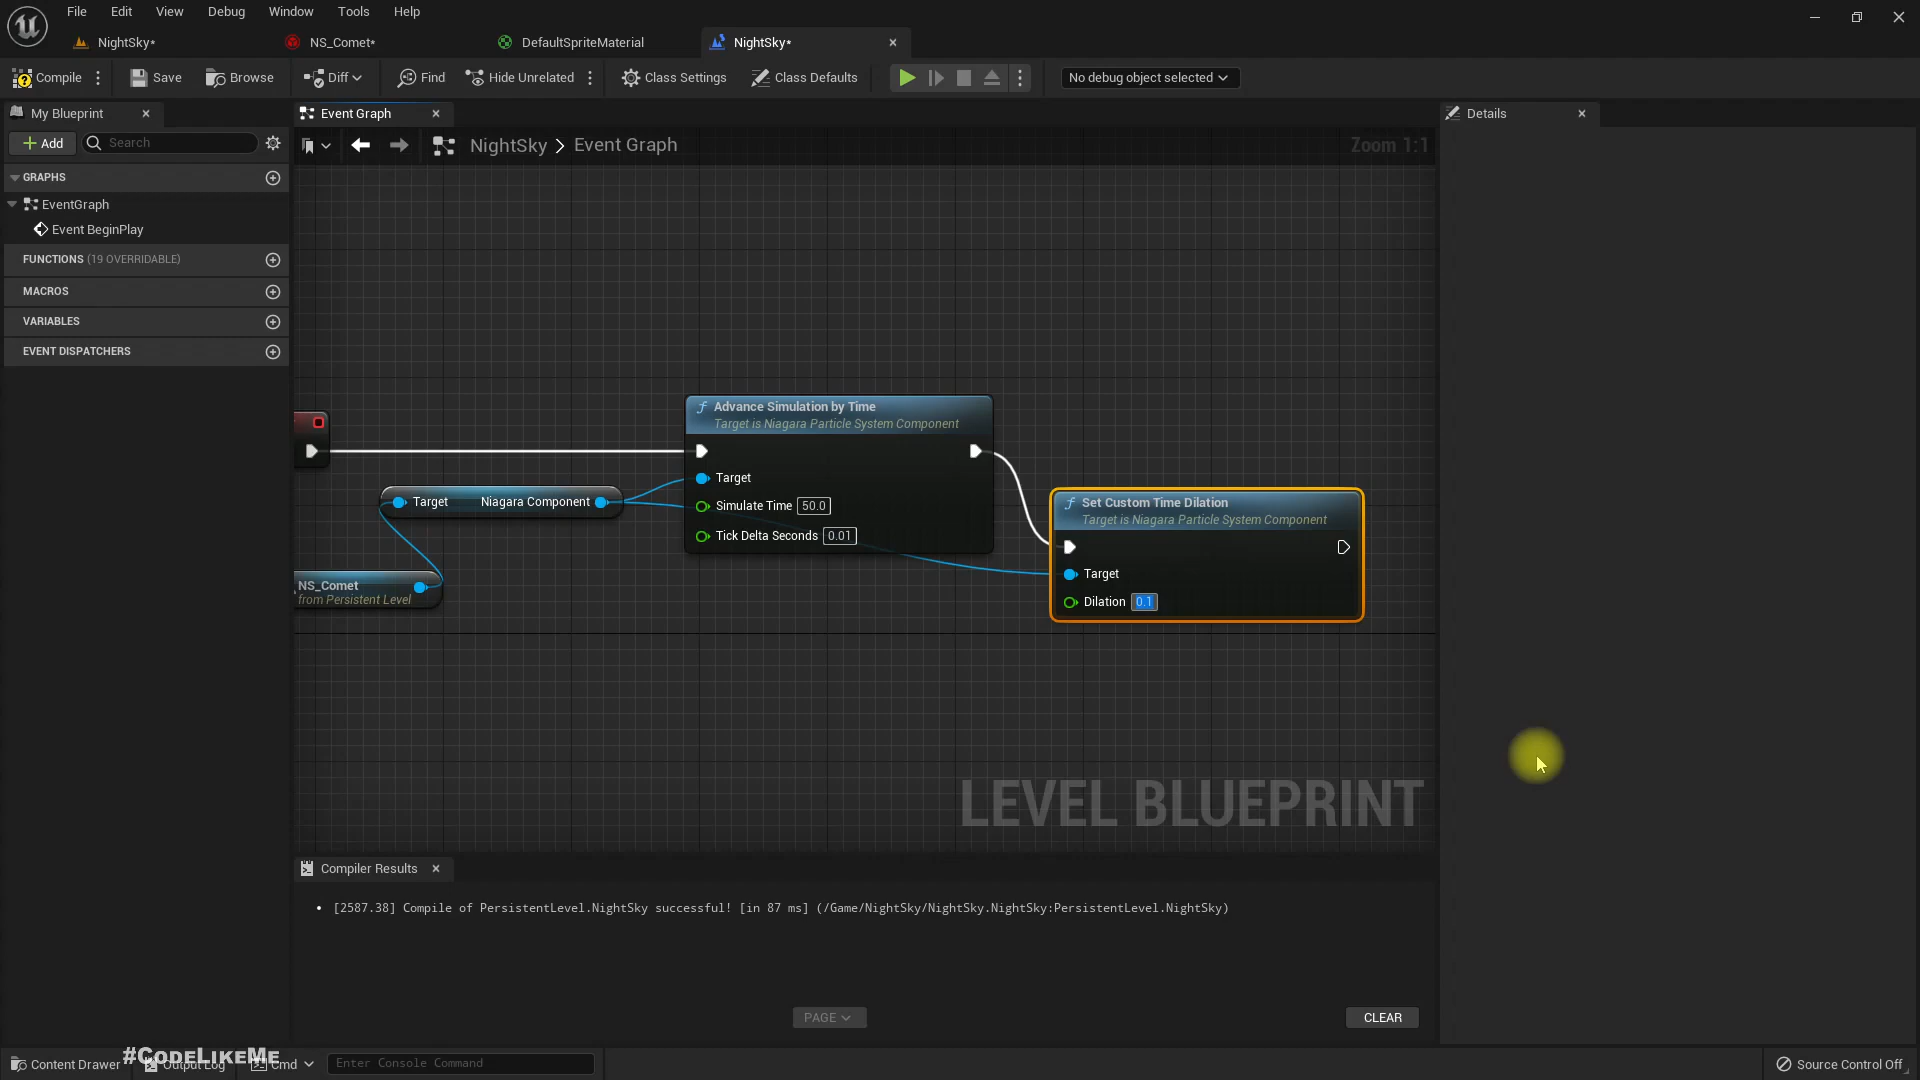 File Edit View Debug Window Tools Help
NightSky* NS_Comet* DefaultSpriteMaterial NightSky*
Compile Save Browse Diff Find Hide Unrelated Class Settings Class Defaults No debug object selected
My Blueprint Event Graph Details
Add Search NightSky > Event Graph Zoom 1:1
GRAPHS
EventGraph
Event BeginPlay
FUNCTIONS (19 OVERRIDABLE)
MACROS
VARIABLES
EVENT DISPATCHERS
Advance Simulation by Time
Target is Niagara Particle System Component
Target
Simulate Time 50.0
Tick Delta Seconds 0.01
Target Niagara Component
NS_Comet
from Persistent Level
Set Custom Time Dilation
Target is Niagara Particle System Component
Target
Dilation 0.1
LEVEL BLUEPRINT
Compiler Results
• [2587.38] Compile of PersistentLevel.NightSky successful! [in 87 ms] (/Game/NightSky/NightSky.NightSky:PersistentLevel.NightSky)
PAGE CLEAR
#CodeLikeMe
Content Drawer Output Log Cmd Enter Console Command Source Control Off